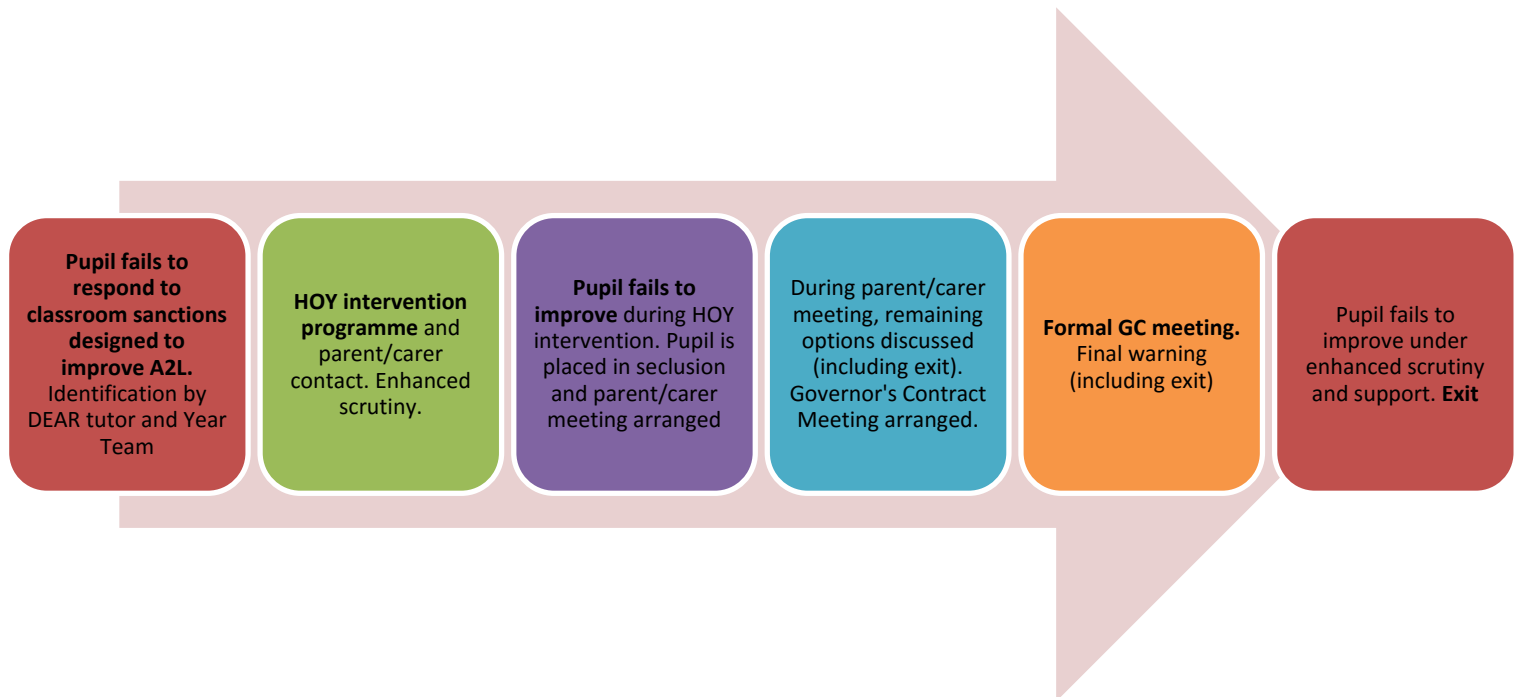 Pupil fails to
respond to
classroom sanctions
designed to
improve A2L.
Identification by
DEAR tutor and Year
Team
HOY intervention
programme and
parent/carer
contact. Enhanced
scrutiny.
Pupil fails to
improve during HOY
intervention. Pupil is
placed in seclusion
and parent/carer
meeting arranged
During parent/carer
meeting, remaining
options discussed
(including exit).
Governor's Contract
Meeting arranged.
Formal GC meeting.
Final warning
(including exit)
Pupil fails to
improve under
enhanced scrutiny
and support. Exit